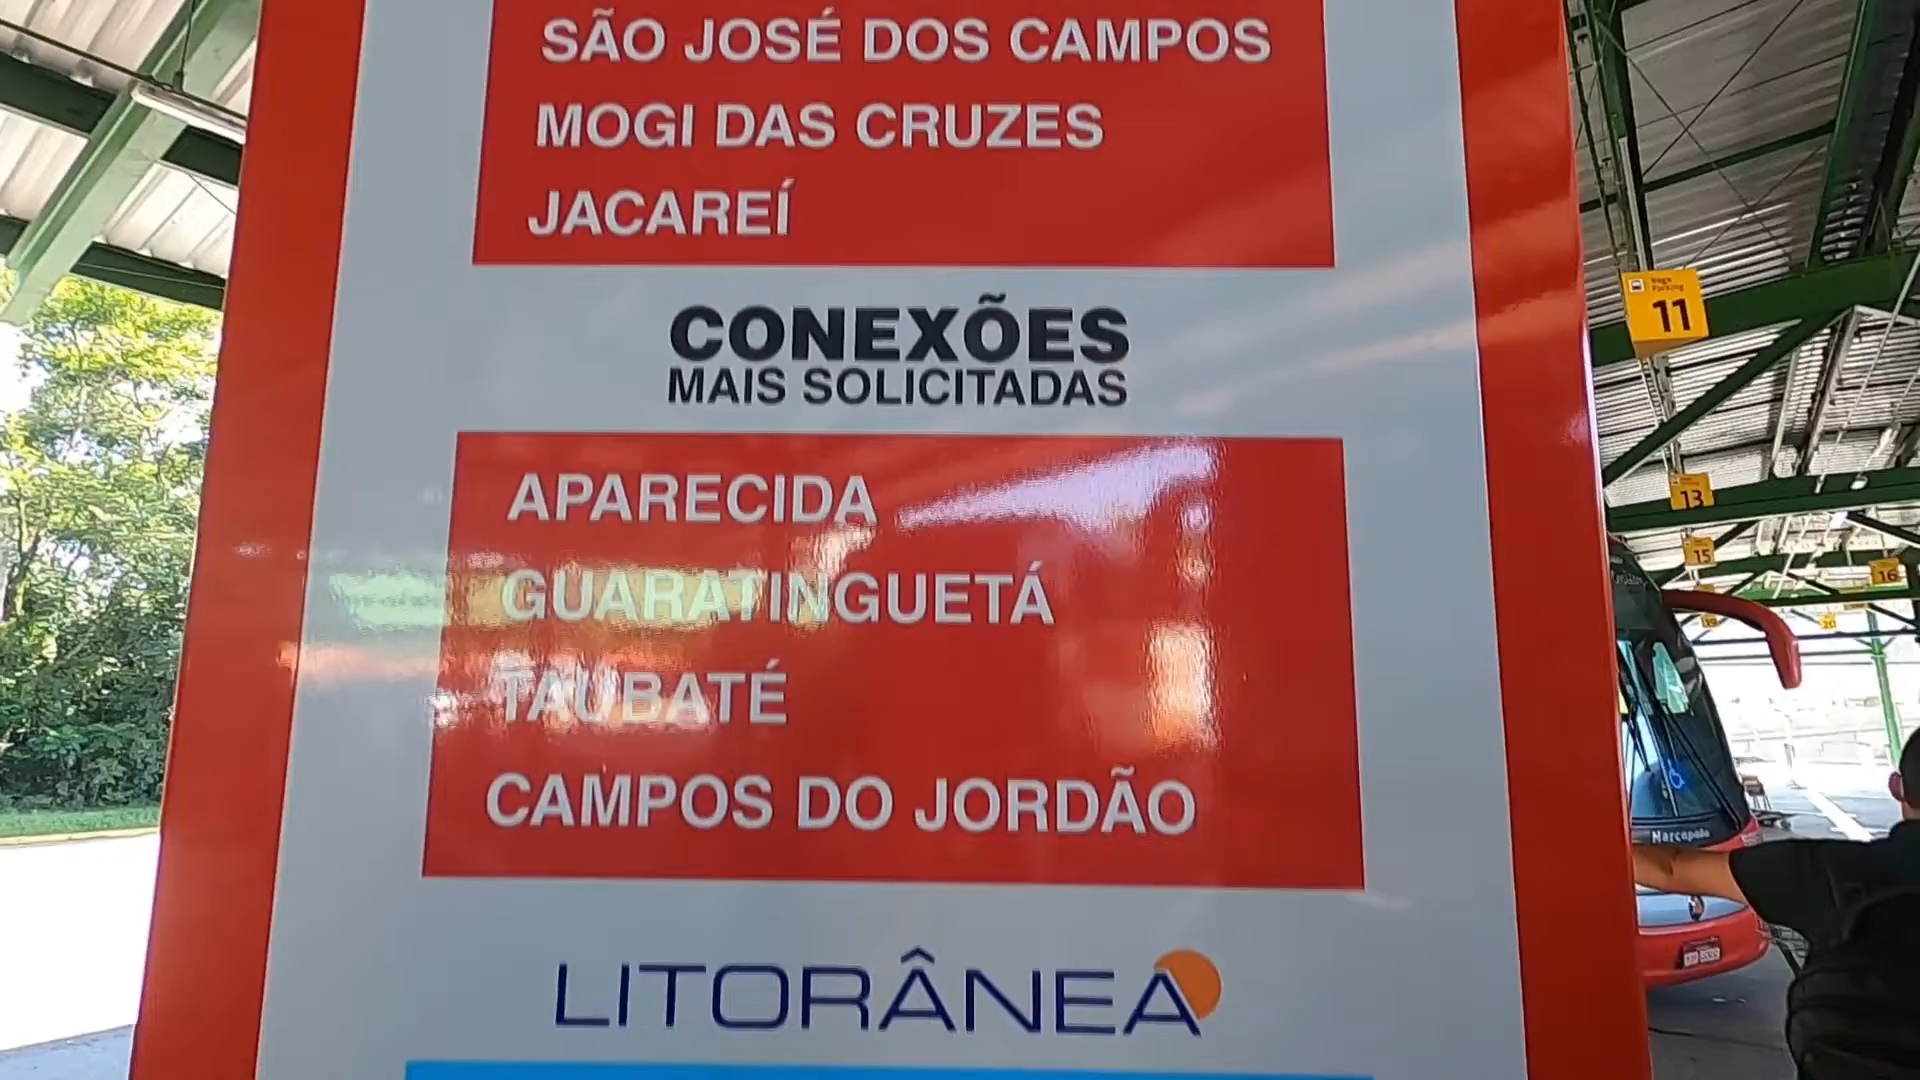 SÃO JOSÉ DOS CAMPOS
MOGI DAS CRUZES
JACAREÍ
CONEXÕES
MAIS SOLICITADAS
APARECIDA
GUARATINGUETÁ
TAUBATÉ
CAMPOS DO JORDÃO
LITORÂNEA
11
13
15
16
Marcopolo